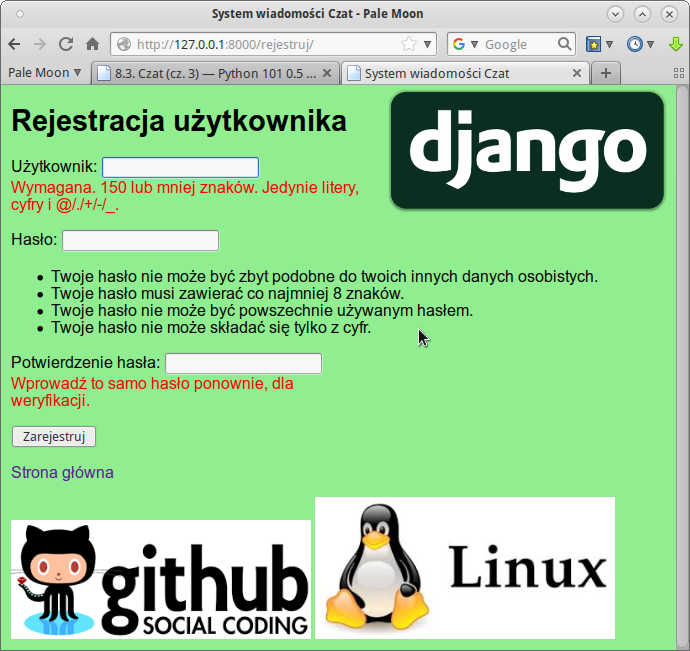 System wiadomości Czat - Pale Moon
http://127.0.0.1:8000/rejestruj/
Google
Pale Moon
8.3. Czat (cz. 3) — Python 101 0.5 ...
System wiadomości Czat
Rejestracja użytkownika
django
Użytkownik:
Wymagana. 150 lub mniej znaków. Jedynie litery,
cyfry i @/./+/-/_.
Hasło:
Twoje hasło nie może być zbyt podobne do twoich innych danych osobistych.
Twoje hasło musi zawierać co najmniej 8 znaków.
Twoje hasło nie może być powszechnie używanym hasłem.
Twoje hasło nie może składać się tylko z cyfr.
Potwierdzenie hasła:
Wprowadź to samo hasło ponownie, dla
weryfikacji.
Zarejestruj
Strona główna
github
SOCIAL CODING
Linux